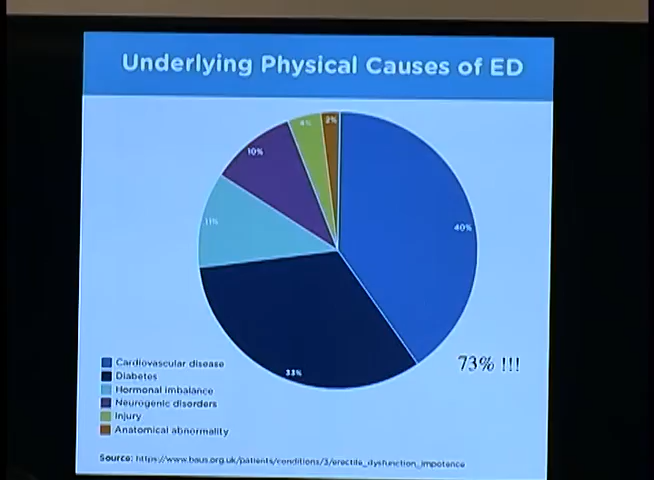 Underlying Physical Causes of ED
4%
2%
10%
11%
40%
33%
73% !!!
Cardiovascular disease
Diabetes
Hormonal imbalance
Neurogenic disorders
Injury
Anatomical abnormality
Source: https://www.baus.org.uk/patients/conditions/3/erectile_dysfunction_impotence